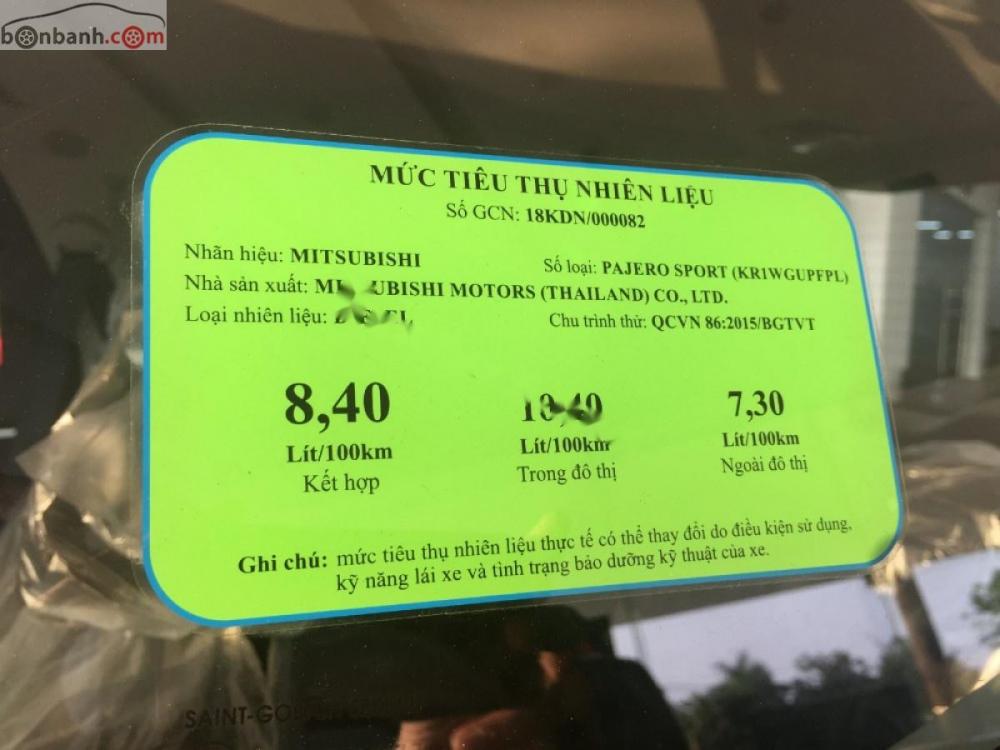 bonbanh.com
MỨC TIÊU THỤ NHIÊN LIỆU
Số GCN: 18KDN/000082
Nhãn hiệu: MITSUBISHI
Số loại: PAJERO SPORT (KR1WGUPFPL)
Nhà sản xuất: MITSUBISHI MOTORS (THAILAND) CO., LTD.
Loại nhiên liệu:
Chu trình thử: QCVN 86:2015/BGTVT
8,40 10,40 7,30
Lít/100km Lít/100km Lít/100km
Kết hợp Trong đô thị Ngoài đô thị
Ghi chú: mức tiêu thụ nhiên liệu thực tế có thể thay đổi do điều kiện sử dụng,
kỹ năng lái xe và tình trạng bảo dưỡng kỹ thuật của xe.